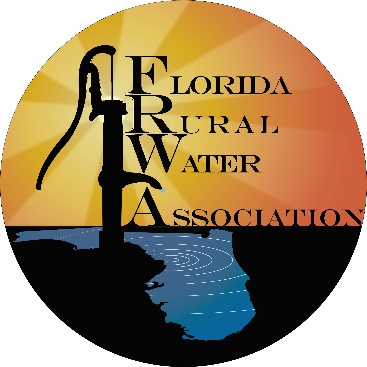 FLORIDA
RURAL
WATER
ASSOCIATION